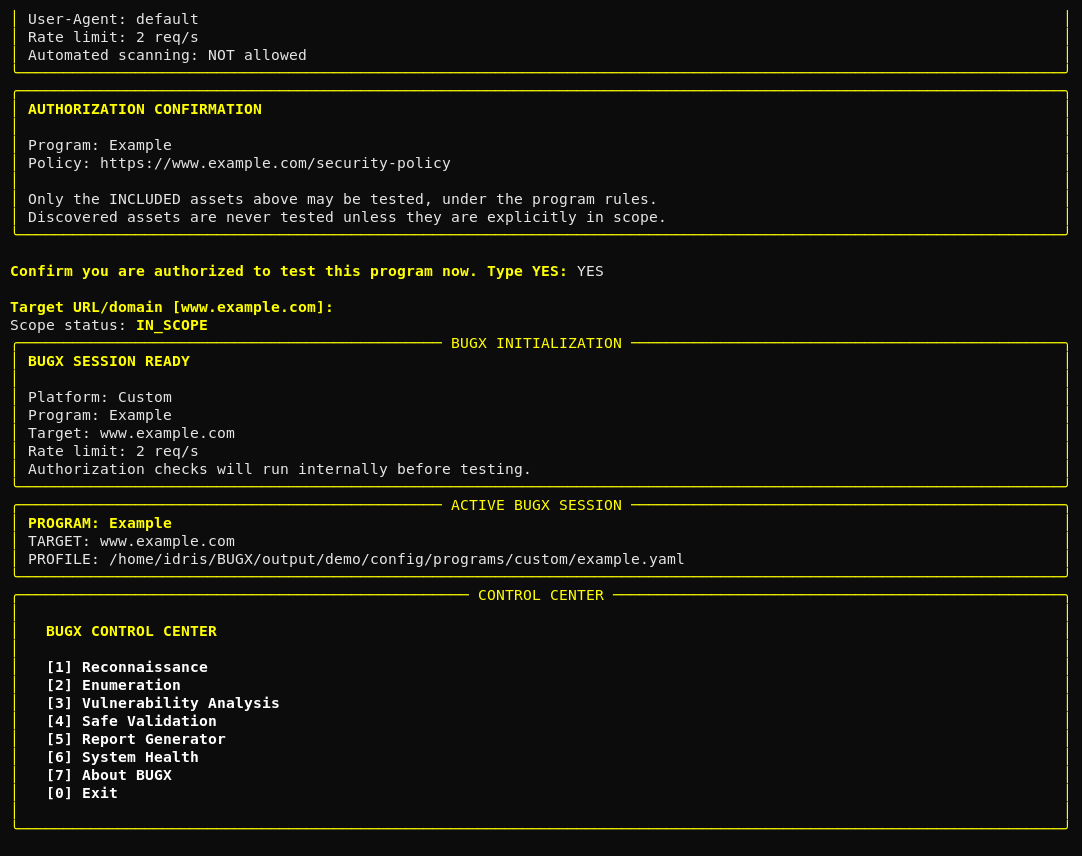 User-Agent: default
Rate limit: 2 req/s
Automated scanning: NOT allowed
AUTHORIZATION CONFIRMATION
Program: Example
Policy: https://www.example.com/security-policy
Only the INCLUDED assets above may be tested, under the program rules.
Discovered assets are never tested unless they are explicitly in scope.
Confirm you are authorized to test this program now. Type YES: YES
Target URL/domain [www.example.com]:
Scope status: IN_SCOPE
BUGX INITIALIZATION
BUGX SESSION READY
Platform: Custom
Program: Example
Target: www.example.com
Rate limit: 2 req/s
Authorization checks will run internally before testing.
ACTIVE BUGX SESSION
PROGRAM: Example
TARGET: www.example.com
PROFILE: /home/idris/BUGX/output/demo/config/programs/custom/example.yaml
CONTROL CENTER
BUGX CONTROL CENTER
[1] Reconnaissance
[2] Enumeration
[3] Vulnerability Analysis
[4] Safe Validation
[5] Report Generator
[6] System Health
[7] About BUGX
[0] Exit